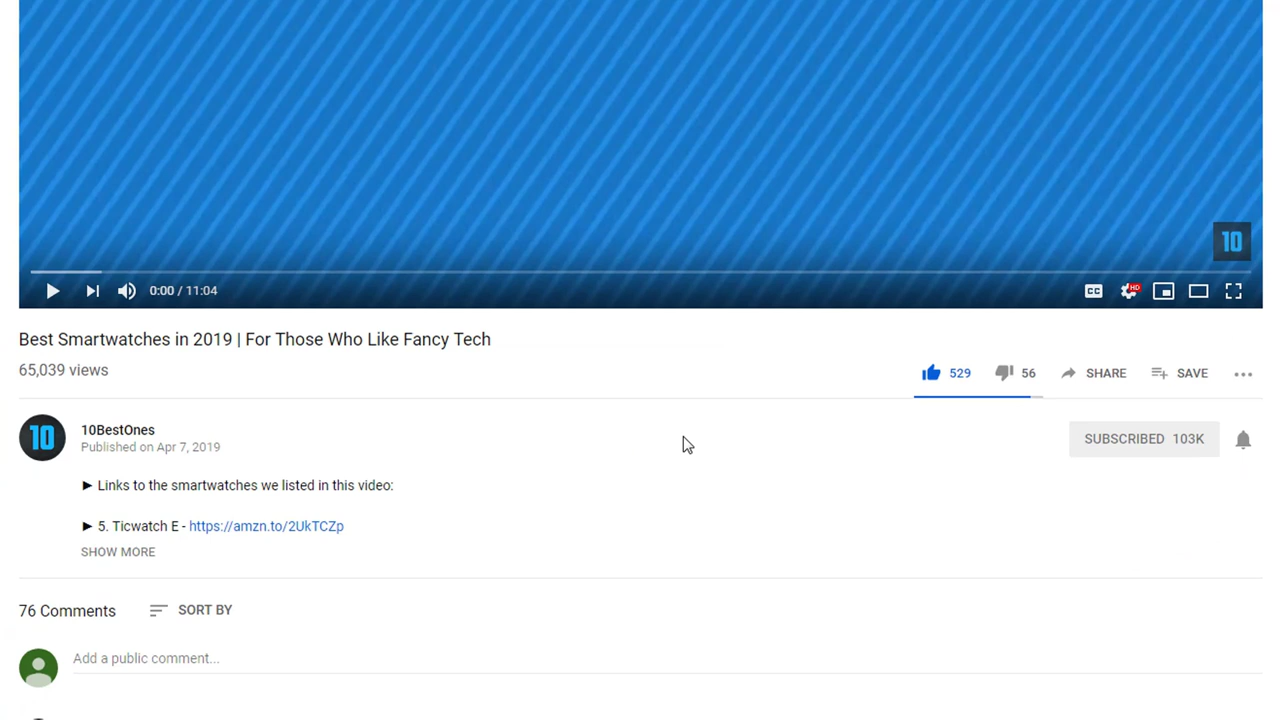 10
0:00 / 11:04
CC
HD
Best Smartwatches in 2019 | For Those Who Like Fancy Tech
65,039 views
529
56
SHARE
SAVE
10
10BestOnes
Published on Apr 7, 2019
SUBSCRIBED 103K
► Links to the smartwatches we listed in this video:
► 5. Ticwatch E - https://amzn.to/2UkTCZp
SHOW MORE
76 Comments
SORT BY
Add a public comment...